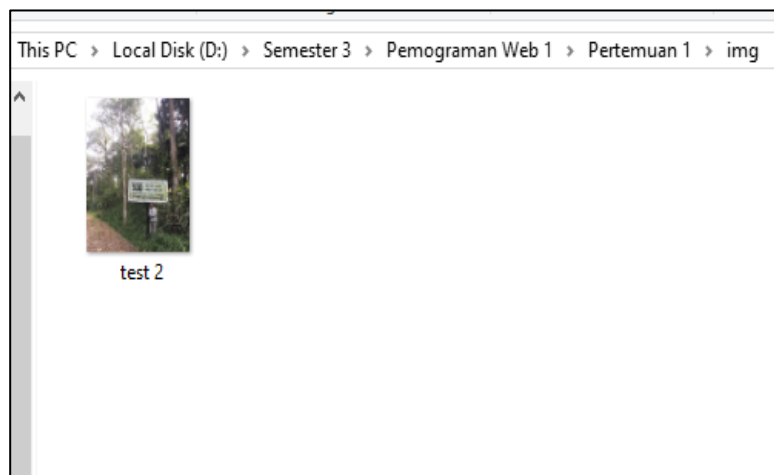 This PC > Local Disk (D:) > Semester 3 > Pemograman Web 1 > Pertemuan 1 > img
test 2